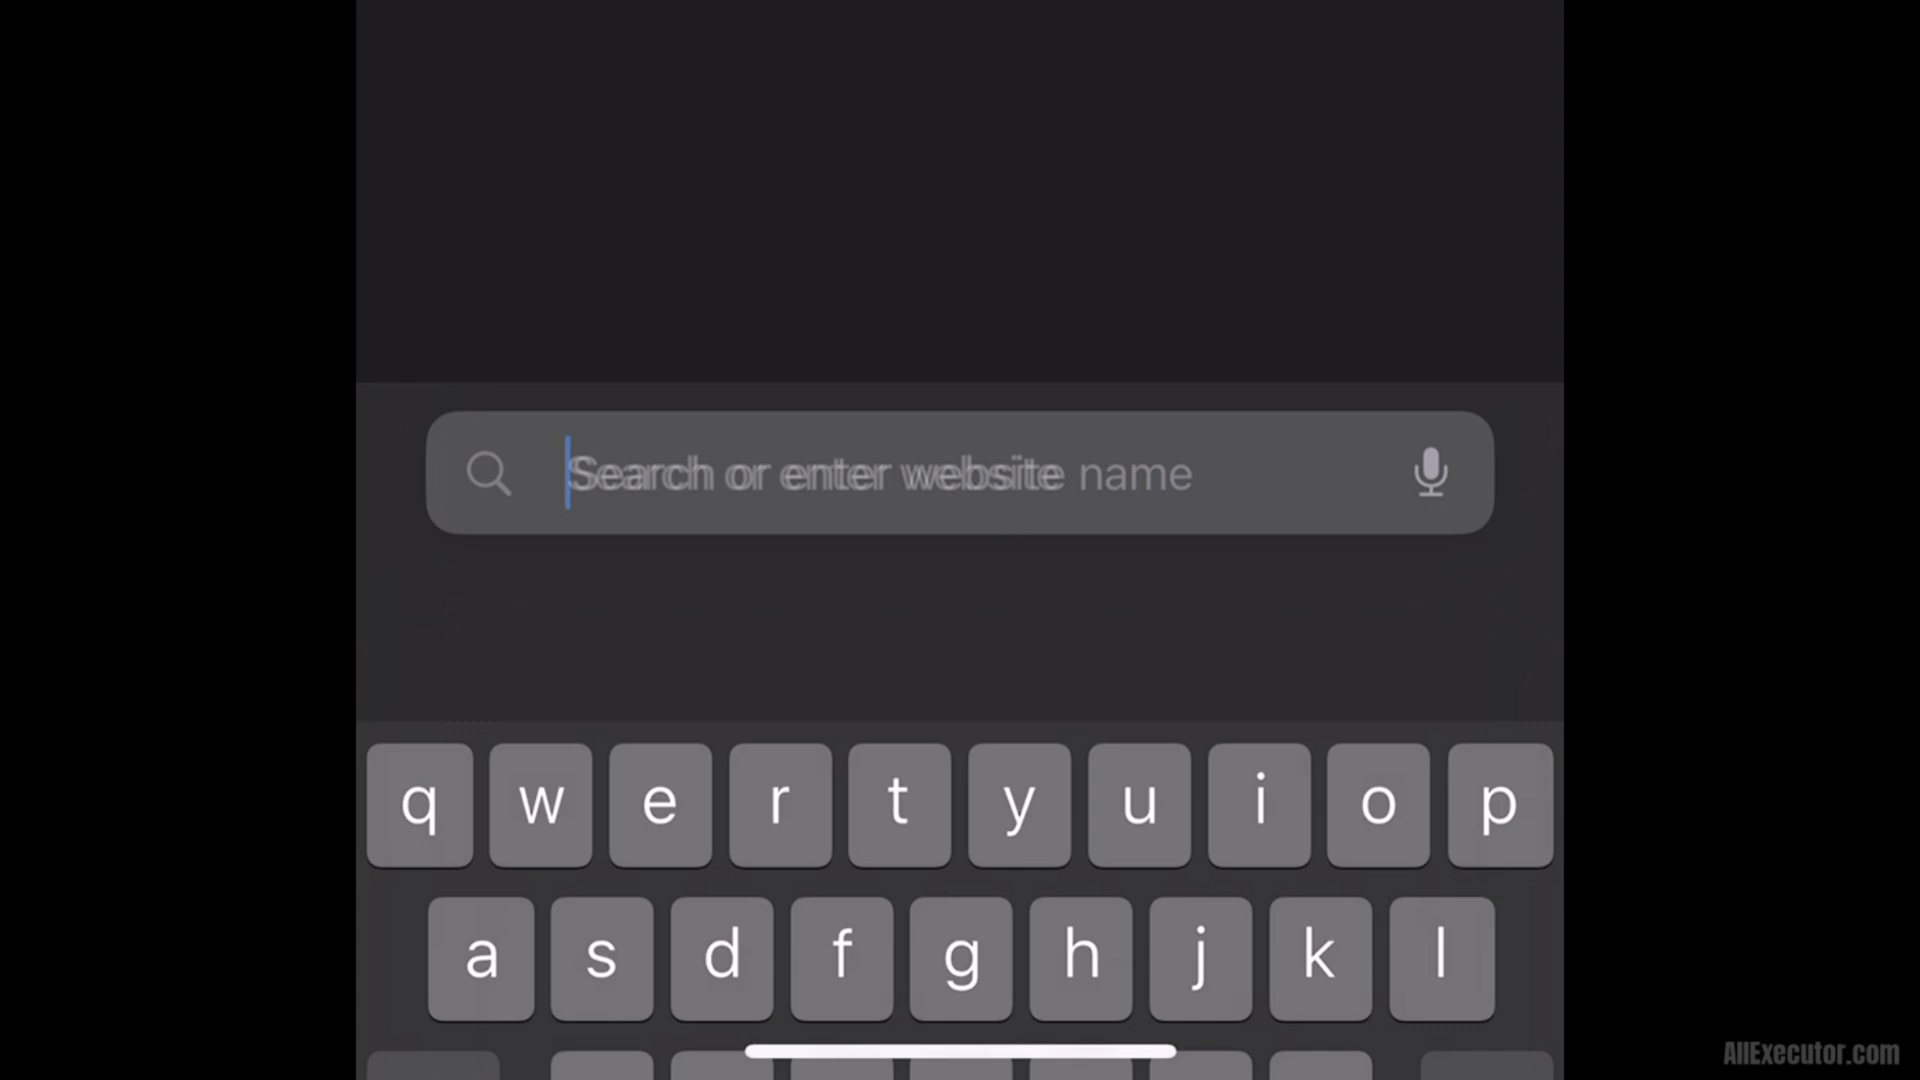 Search or enter website name
q w e r t y u i o p
a s d f g h j k l
AllExecutor.com